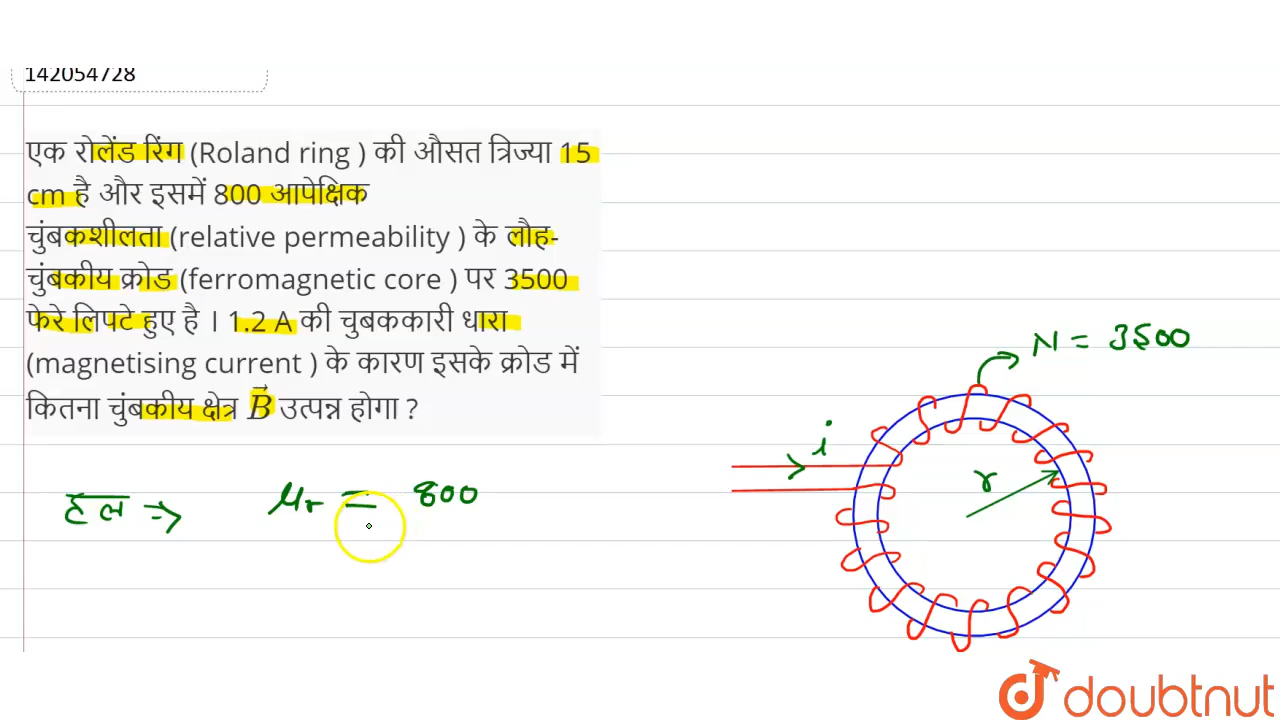 142054728
एक रोलेंड रिंग (Roland ring ) की औसत त्रिज्या 15
cm है और इसमें 800 आपेक्षिक
चुंबकशीलता (relative permeability ) के लौह-
चुंबकीय क्रोड (ferromagnetic core ) पर 3500
फेरे लिपटे हुए है । 1.2 A की चुबककारी धारा
(magnetising current ) के कारण इसके क्रोड में
कितना चुंबकीय क्षेत्र B⃗ उत्पन्न होगा ?
N = 3500
i
r
हल ⇒ μr = 800
doubtnut